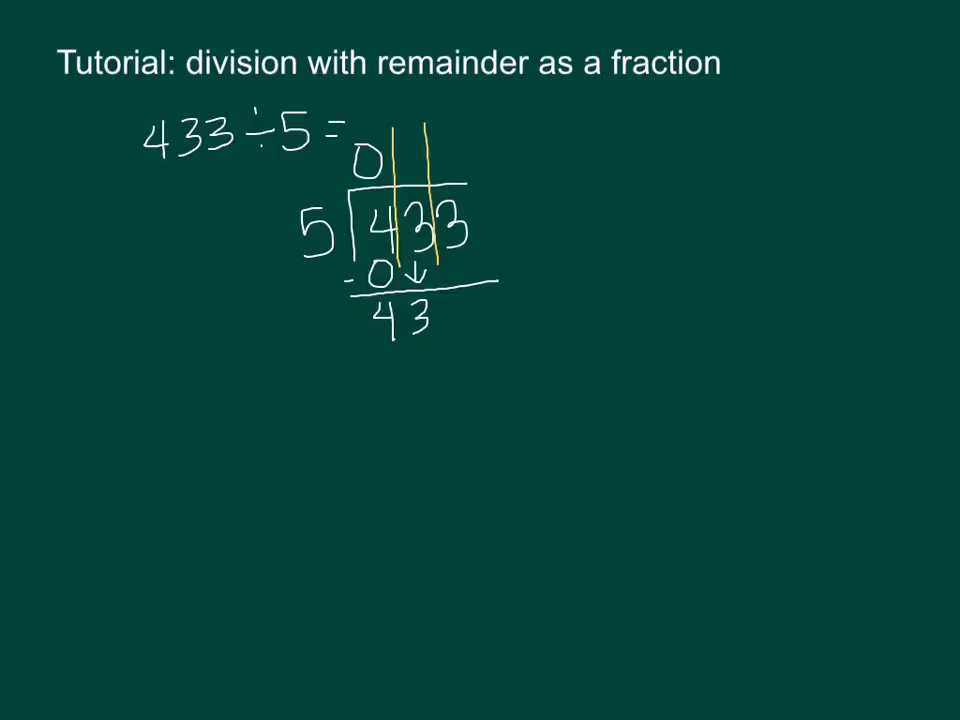 Tutorial: division with remainder as a fraction
433÷5=
0
5 433
- 0 ↓
43